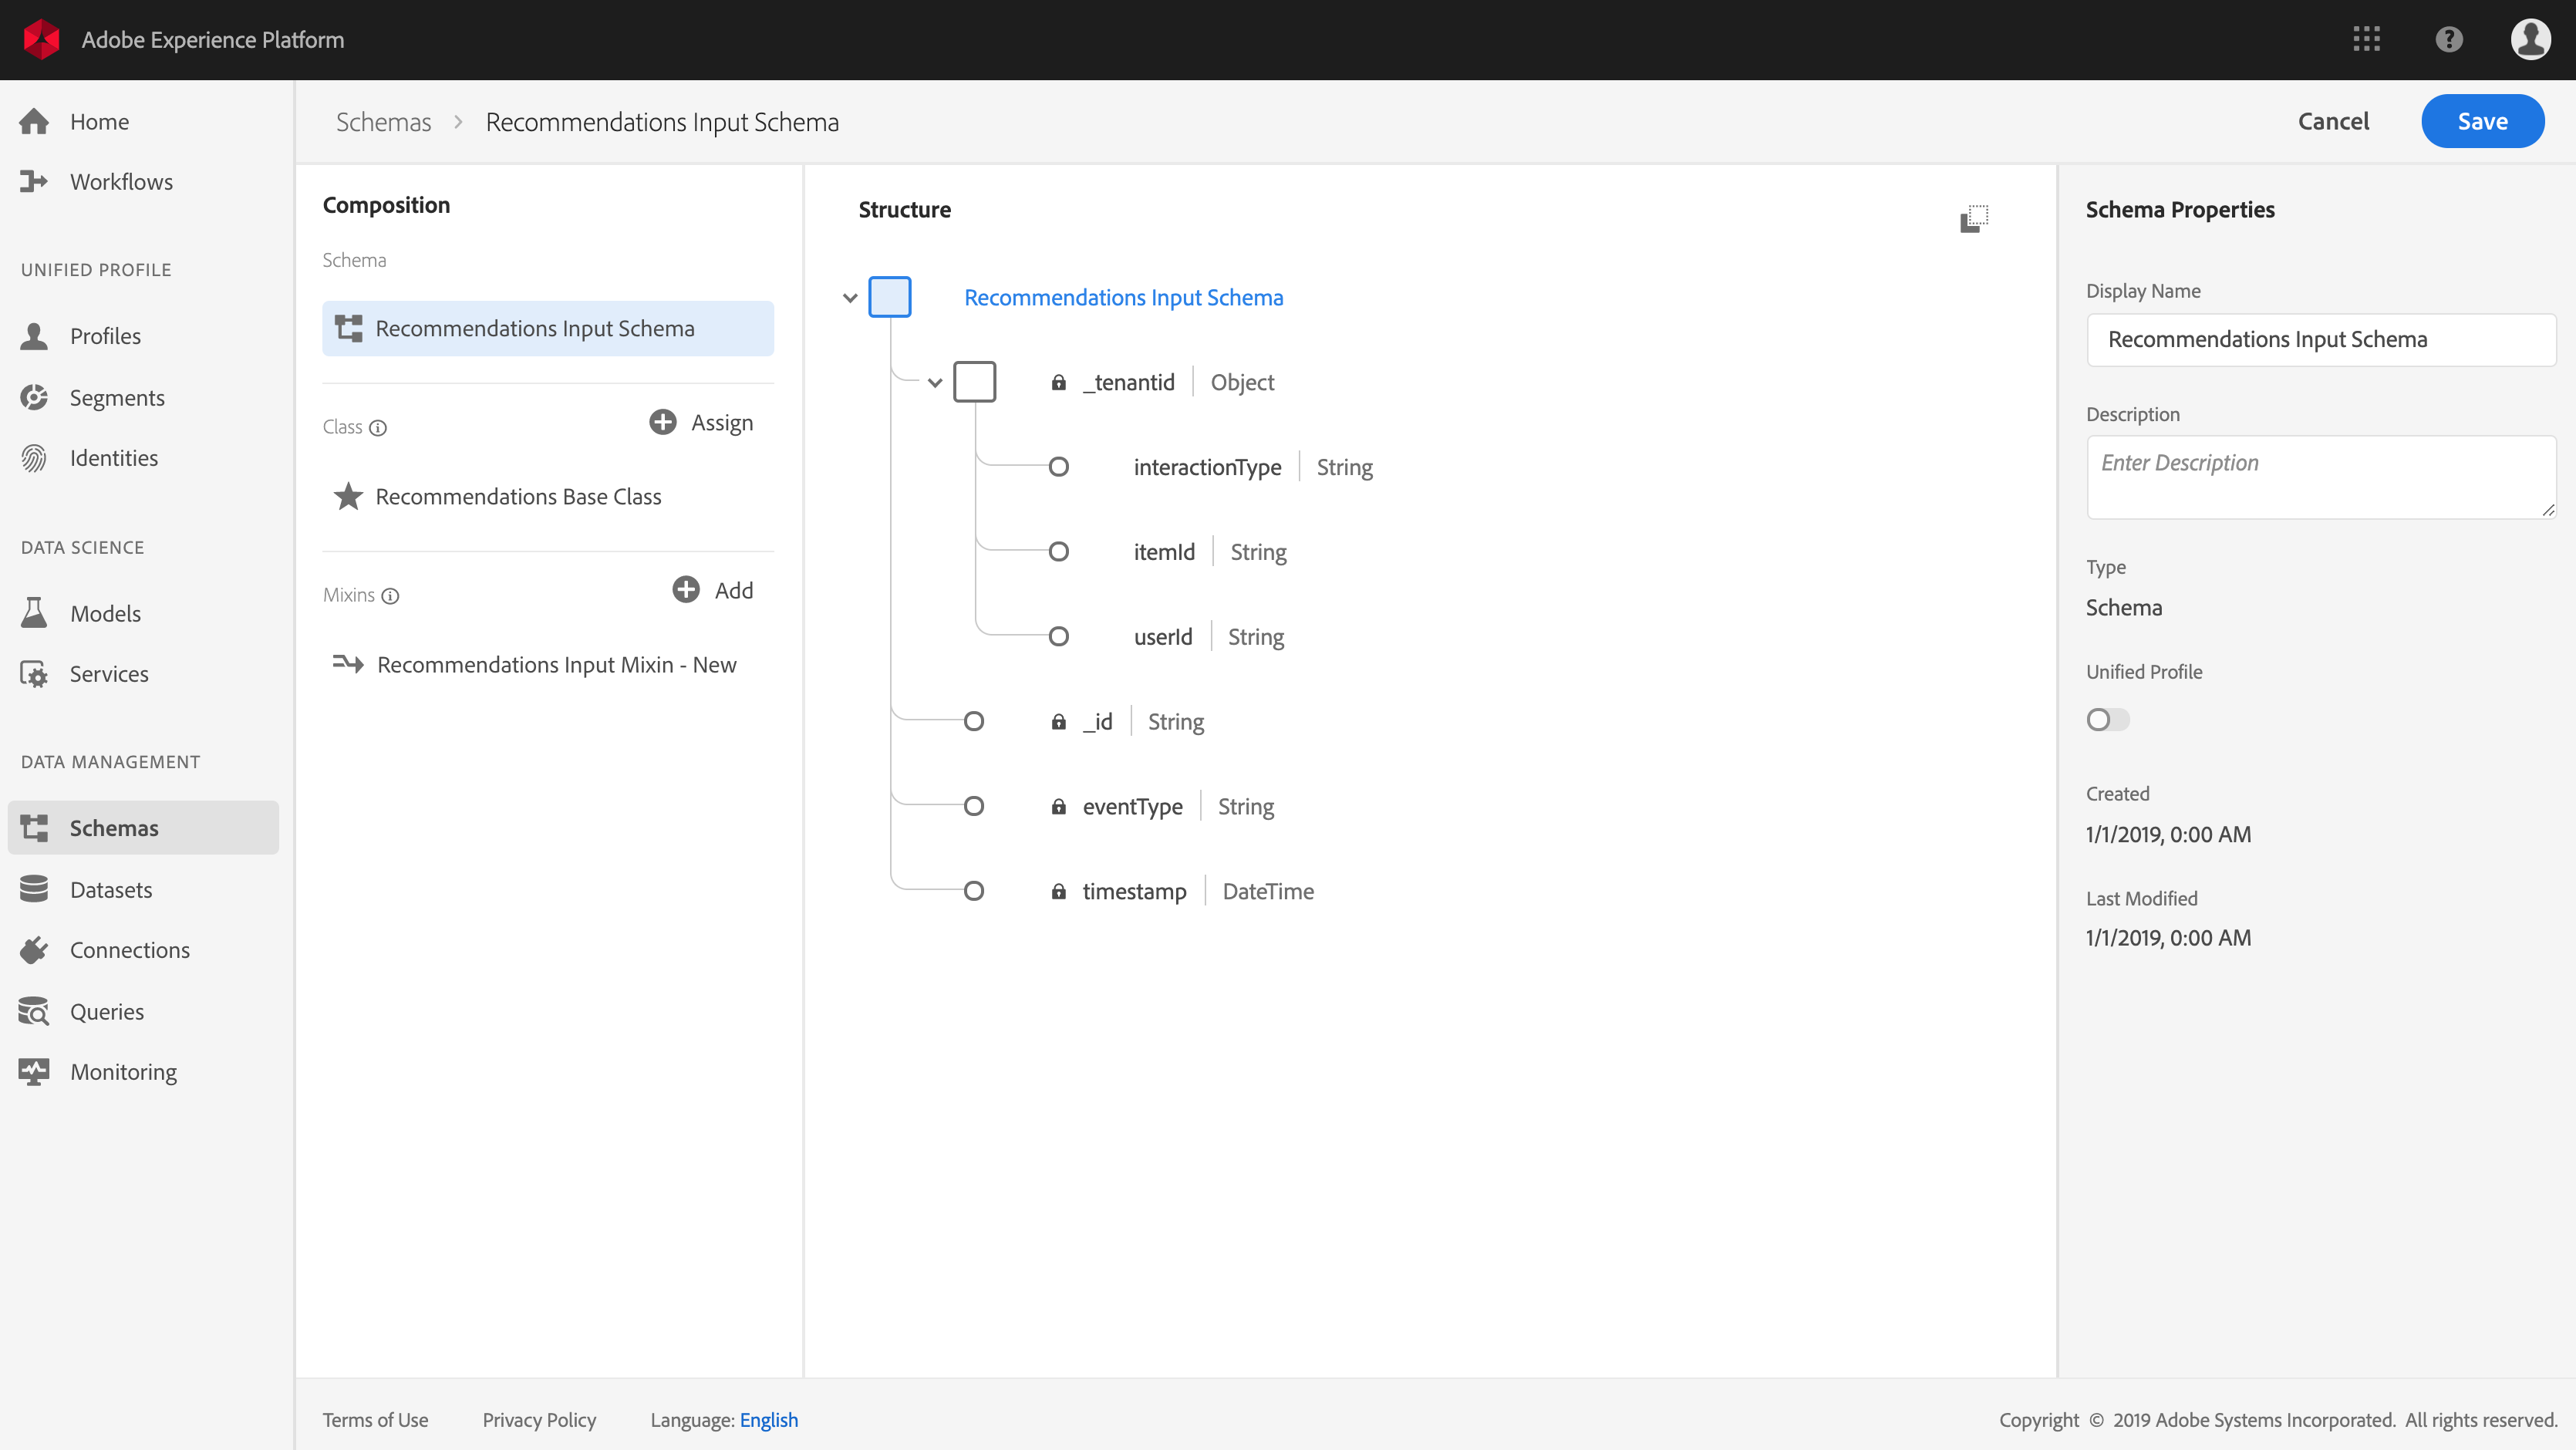 Adobe Experience Platform
Home
Workflows
UNIFIED PROFILE
Profiles
Segments
Identities
DATA SCIENCE
Models
Services
DATA MANAGEMENT
Schemas
Datasets
Connections
Queries
Monitoring
Schemas > Recommendations Input Schema
Cancel
Save
Composition
Schema
Recommendations Input Schema
Class
Assign
Recommendations Base Class
Mixins
Add
Recommendations Input Mixin - New
Structure
Recommendations Input Schema
_tenantid | Object
interactionType | String
itemId | String
userId | String
_id | String
eventType | String
timestamp | DateTime
Schema Properties
Display Name
Recommendations Input Schema
Description
Enter Description
Type
Schema
Unified Profile
Created
1/1/2019, 0:00 AM
Last Modified
1/1/2019, 0:00 AM
Terms of Use
Privacy Policy
Language: English
Copyright © 2019 Adobe Systems Incorporated. All rights reserved.